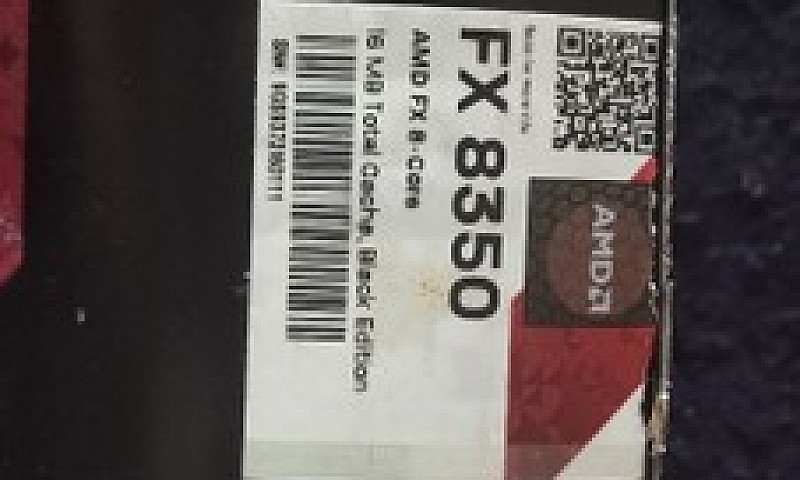 AMD
FX 8350
AMD FX 8-Core
16 MB Total Cache, Black Edition